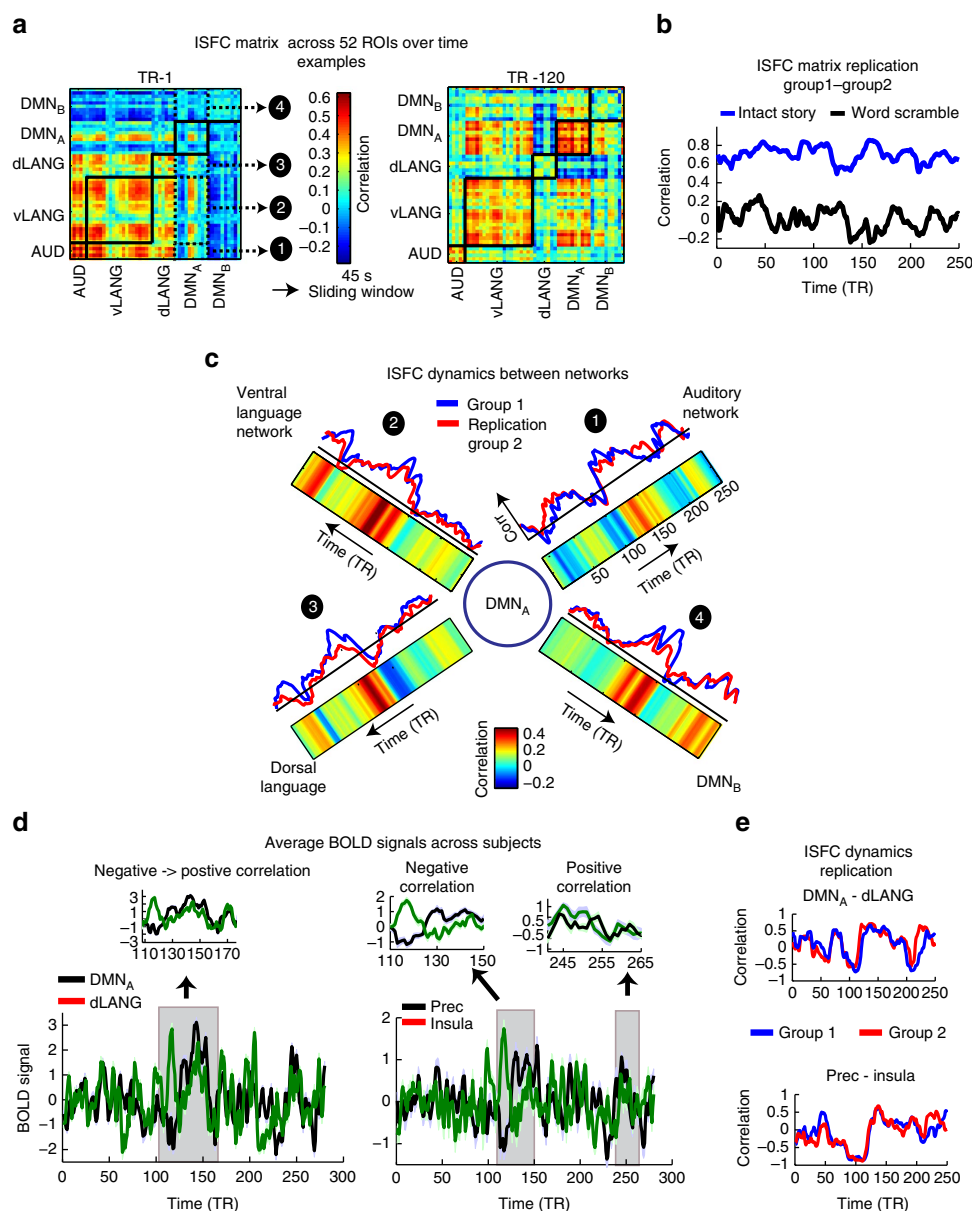 a
ISFC matrix across 52 ROIs over time
examples
TR-1
DMNB
DMNA
dLANG
vLANG
AUD
AUD
vLANG
dLANG
DMNA
DMNB
4
3
2
1
0.6
0.5
0.4
0.3
0.2
0.1
0
−0.1
−0.2
Correlation
45 s
Sliding window
TR -120
DMNB
DMNA
dLANG
vLANG
AUD
AUD
vLANG
dLANG
DMNA
DMNB
b
ISFC matrix replication
group1–group2
Intact story
Word scramble
Correlation
0.8
0.6
0.4
0.2
0
−0.2
0 50 100 150 200 250
Time (TR)
c
ISFC dynamics between networks
Group 1
Replication
group 2
Ventral
language
network
2
Time (TR)
1
Auditory
network
Corr
50 100 150 200 250
Time (TR)
DMNA
3
Time (TR)
Dorsal
language
4
Time (TR)
DMNB
Correlation
0.4
0.2
0
−0.2
d
Average BOLD signals across subjects
Negative -> postive correlation
3
1
−1
−3
110 130 150 170
DMNA
dLANG
BOLD signal
3
2
1
0
−1
−2
0 50 100 150 200 250 300
Time (TR)
Negative
correlation
2
1
0
−1
110 130 150
Positive
correlation
1
0.5
0
−0.5
−1
245 255 265
Prec
Insula
2
1
0
−1
0 50 100 150 200 250 300
Time (TR)
e
ISFC dynamics
replication
DMNA - dLANG
Correlation
1
0.5
0
−0.5
−1
0 50 100 150 200 250
Group 1
Group 2
Prec - insula
Correlation
1
0.5
0
−0.5
−1
0 50 100 150 200 250
Time (TR)